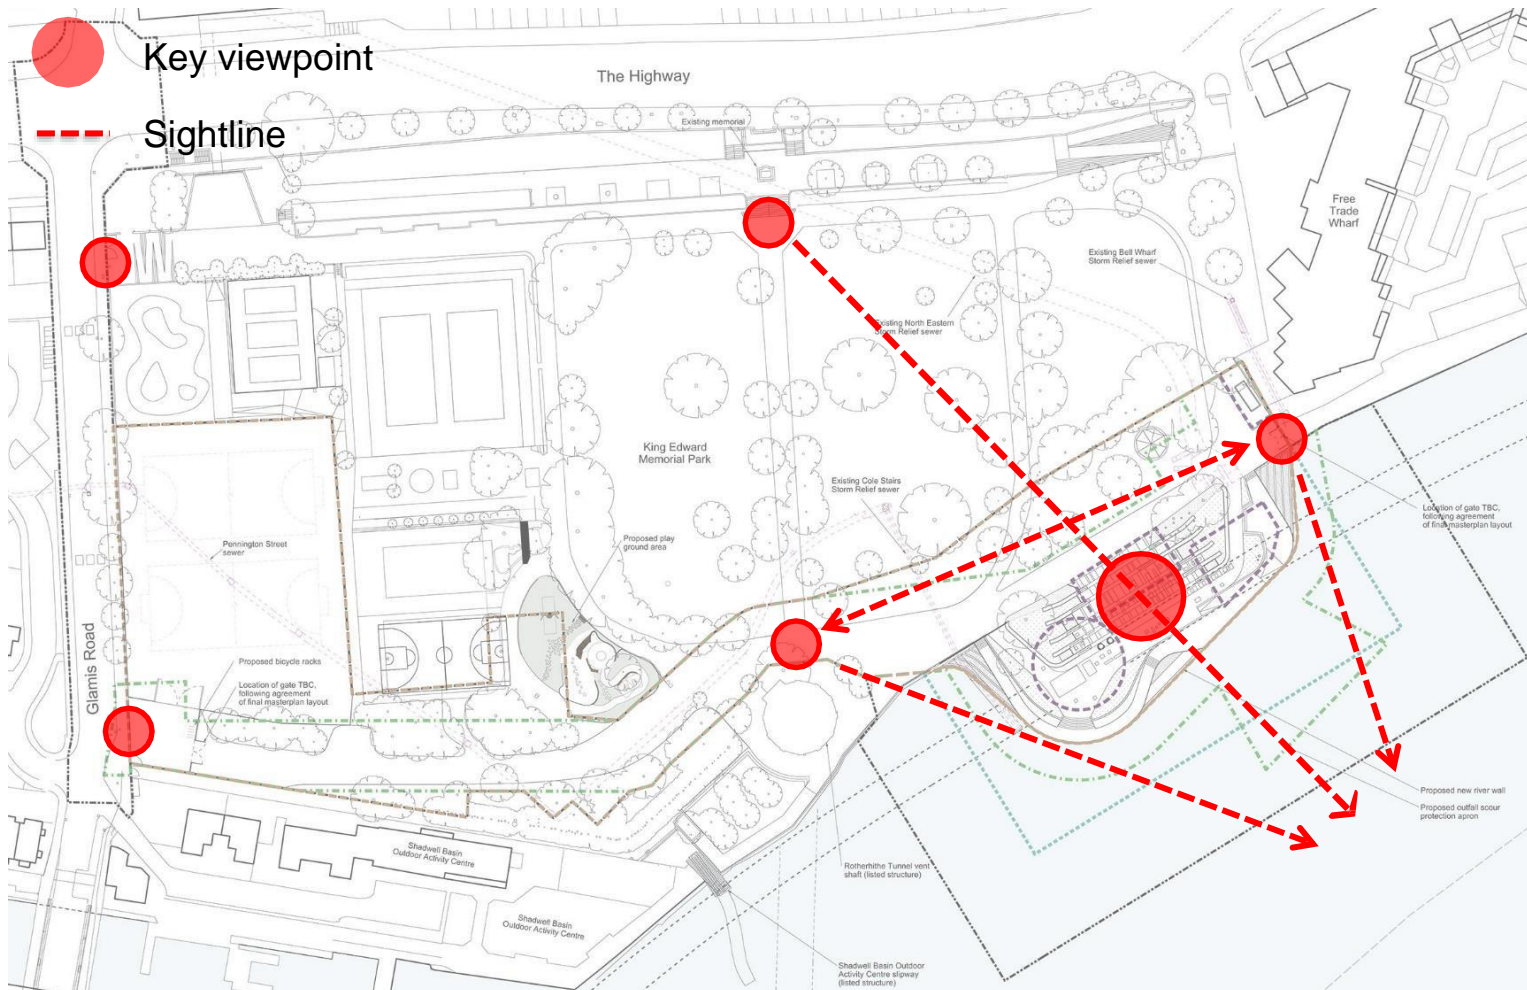 Key viewpoint
Sightline
The Highway
Existing memorial
Free
Trade
Wharf
Existing Bell Wharf
Storm Relief sewer
Existing North Eastern
Storm Relief sewer
King Edward
Memorial Park
Existing Cole Stairs
Storm Relief sewer
Location of gate TBC,
following agreement
of final masterplan layout
Pennington Street
sewer
Proposed play
ground area
Glamis Road
Proposed bicycle racks
Location of gate TBC,
following agreement
of final masterplan layout
Proposed new river wall
Proposed outfall scour
protection apron
Shadwell Basin
Outdoor Activity Centre
Rotherhithe Tunnel vent
shaft (listed structure)
Shadwell Basin
Outdoor Activity Centre
Shadwell Basin Outdoor
Activity Centre slipway
(listed structure)